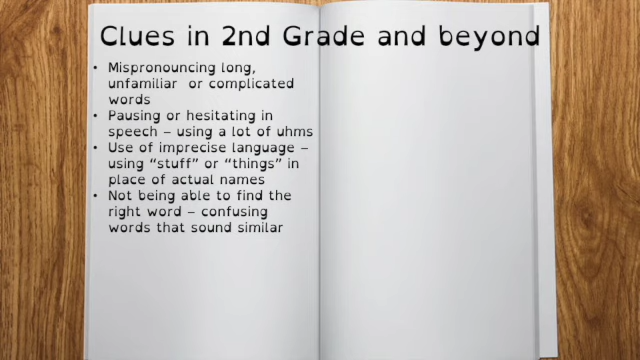 Clues in 2nd Grade and beyond
• Mispronouncing long,
unfamiliar or complicated
words
• Pausing or hesitating in
speech – using a lot of uhms
• Use of imprecise language –
using “stuff” or “things” in
place of actual names
• Not being able to find the
right word – confusing
words that sound similar